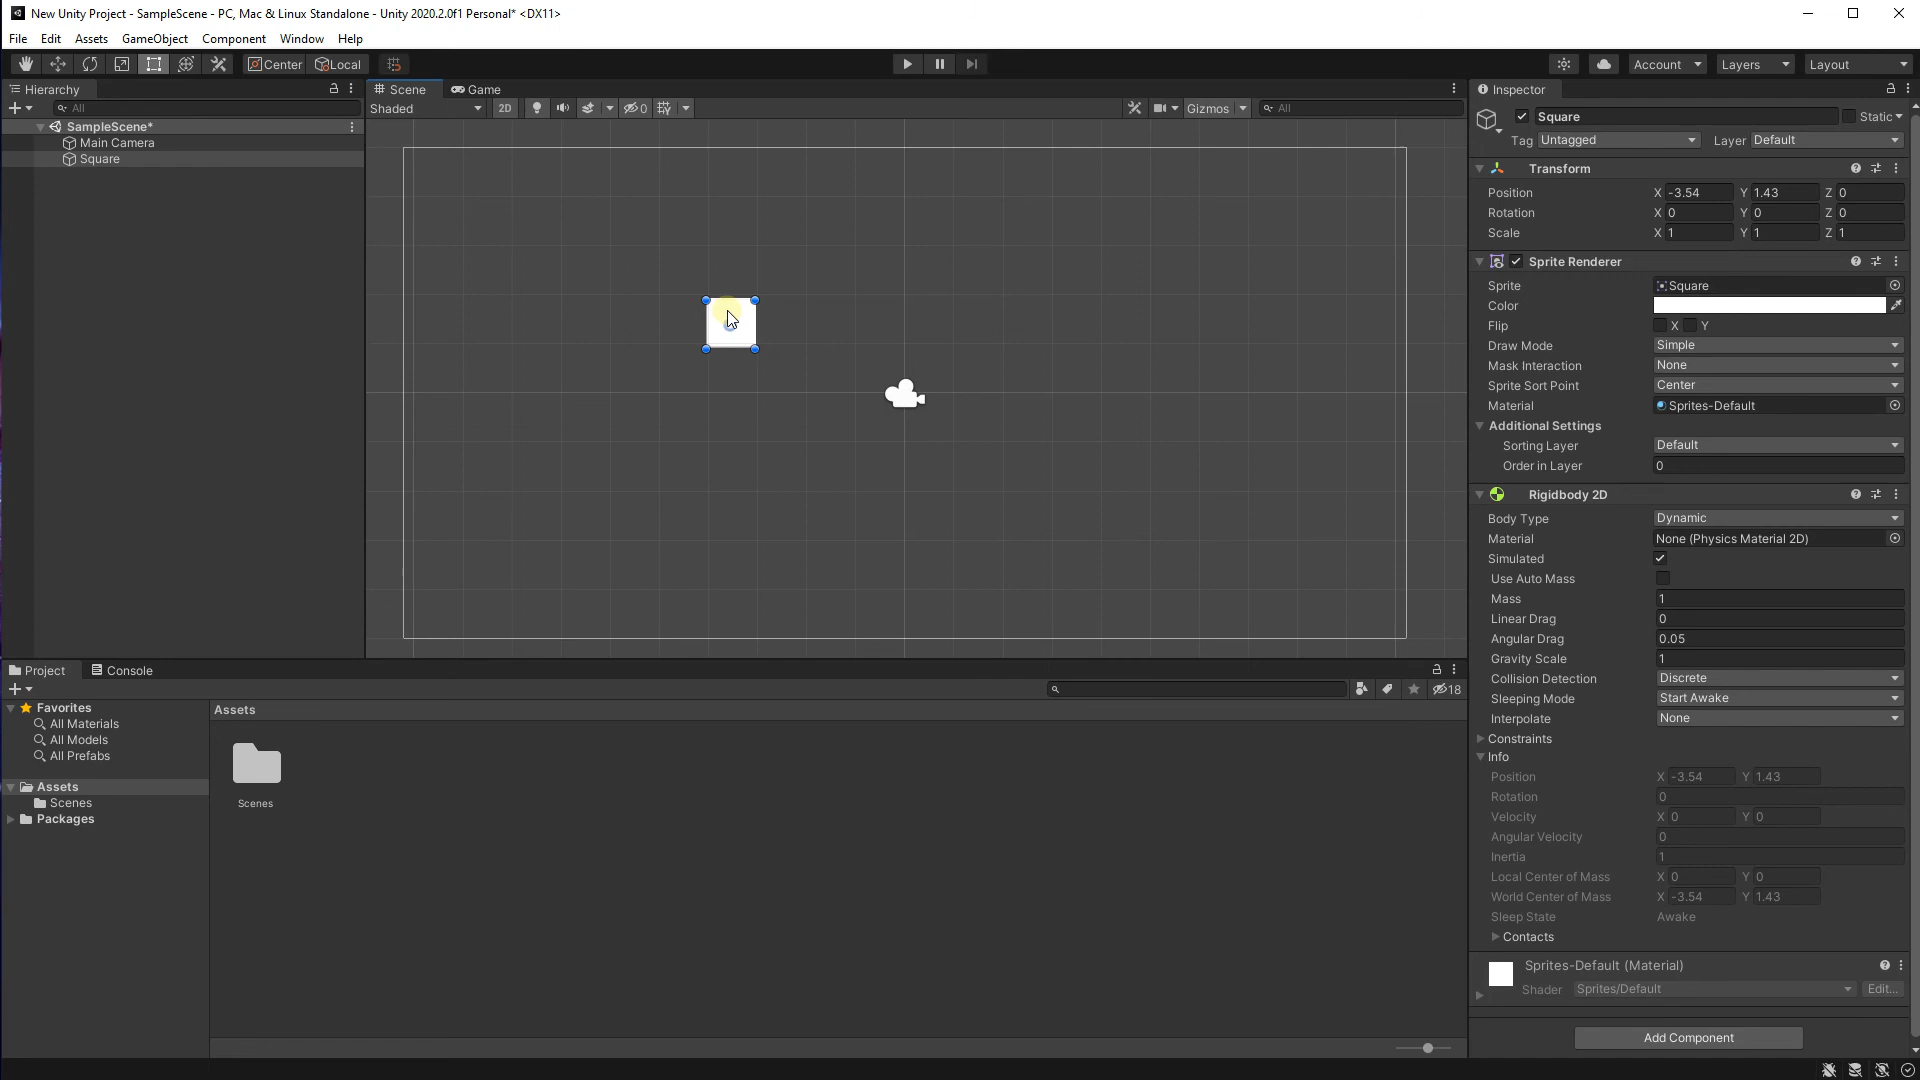 New Unity Project - SampleScene - PC, Mac & Linux Standalone - Unity 2020.2.0f1 Personal* <DX11>
File Edit Assets GameObject Component Window Help
Center Local Account Layers Layout
Hierarchy
All
SampleScene*
Main Camera
Square
Scene Game
Shaded 2D 0 Gizmos All
Inspector
Square Static
Tag Untagged Layer Default
Transform
Position X -3.54 Y 1.43 Z 0
Rotation X 0 Y 0 Z 0
Scale X 1 Y 1 Z 1
Sprite Renderer
Sprite Square
Color
Flip X Y
Draw Mode Simple
Mask Interaction None
Sprite Sort Point Center
Material Sprites-Default
Additional Settings
Sorting Layer Default
Order in Layer 0
Rigidbody 2D
Body Type Dynamic
Material None (Physics Material 2D)
Simulated
Use Auto Mass
Mass 1
Linear Drag 0
Angular Drag 0.05
Gravity Scale 1
Collision Detection Discrete
Sleeping Mode Start Awake
Interpolate None
Constraints
Info
Position X -3.54 Y 1.43
Rotation 0
Velocity X 0 Y 0
Angular Velocity 0
Inertia 1
Local Center of Mass X 0 Y 0
World Center of Mass X -3.54 Y 1.43
Sleep State Awake
Contacts
Sprites-Default (Material)
Shader Sprites/Default Edit...
Add Component
Project Console
18
Favorites
All Materials
All Models
All Prefabs
Assets
Scenes
Packages
Assets
Scenes